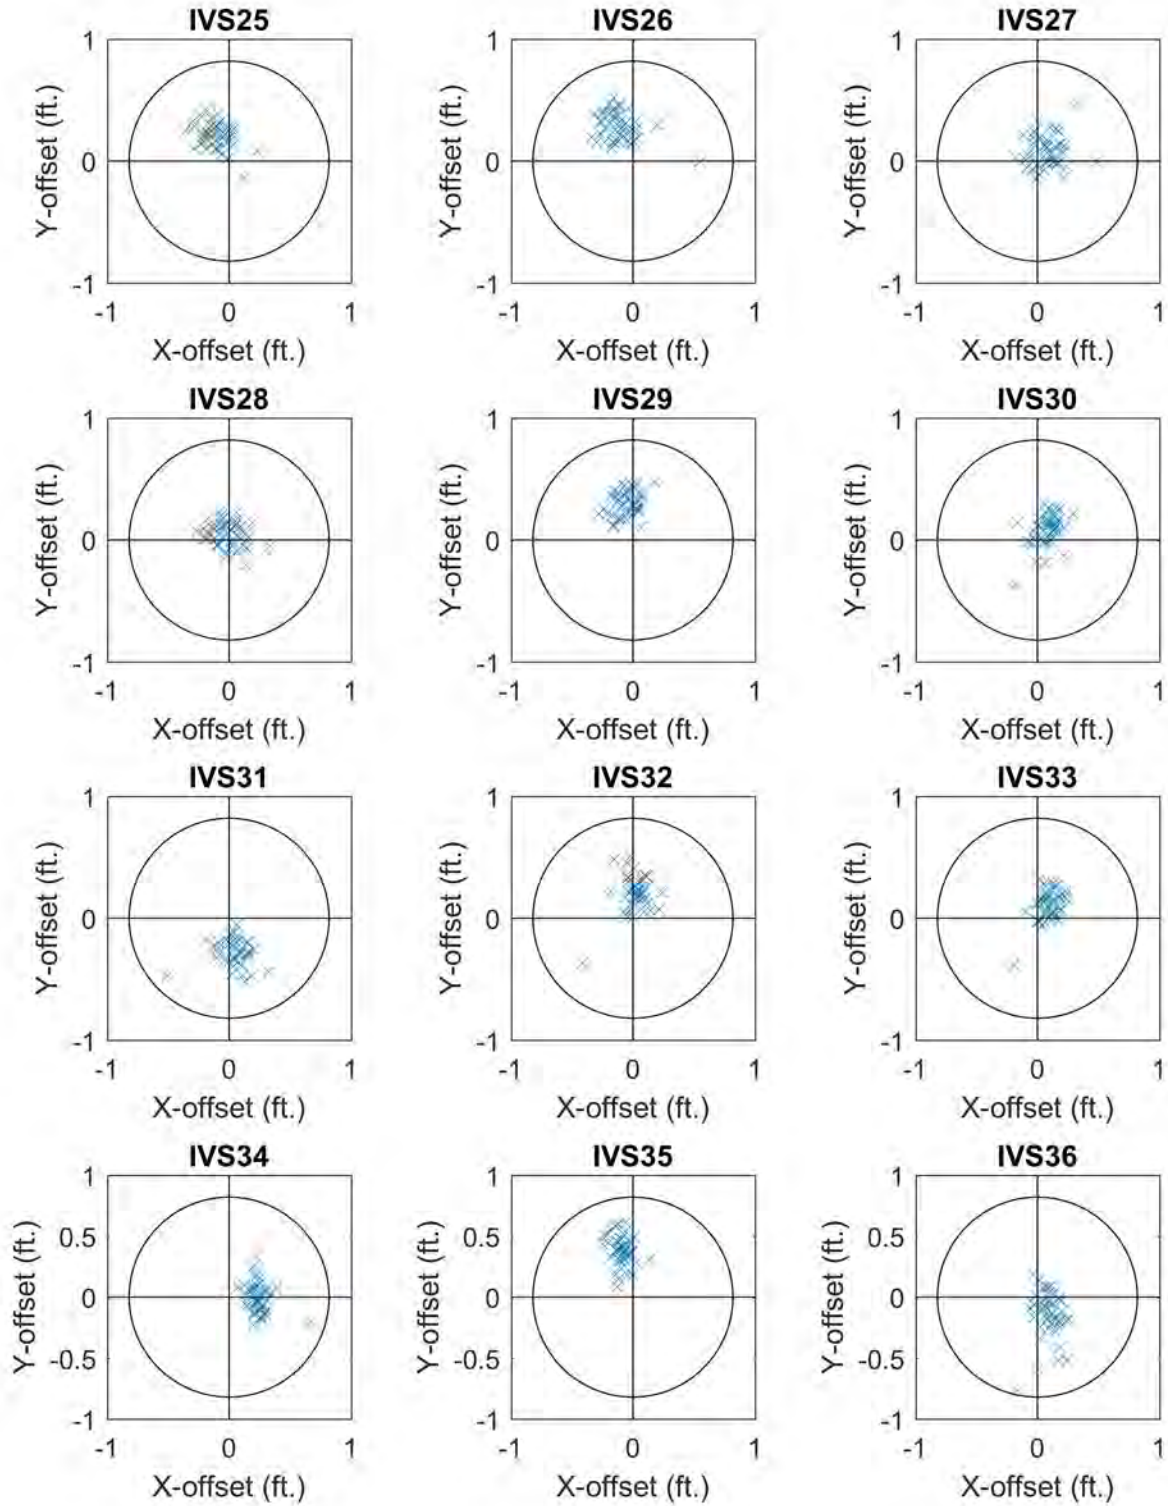 IVS25 IVS26 IVS27
1 1 1
Y-offset (ft.) Y-offset (ft.) Y-offset (ft.)
0 0 0
-1 -1 -1
-1 0 1 -1 0 1 -1 0 1
X-offset (ft.) X-offset (ft.) X-offset (ft.)
IVS28 IVS29 IVS30
1 1 1
Y-offset (ft.) Y-offset (ft.) Y-offset (ft.)
0 0 0
-1 -1 -1
-1 0 1 -1 0 1 -1 0 1
X-offset (ft.) X-offset (ft.) X-offset (ft.)
IVS31 IVS32 IVS33
1 1 1
Y-offset (ft.) Y-offset (ft.) Y-offset (ft.)
0 0 0
-1 -1 -1
-1 0 1 -1 0 1 -1 0 1
X-offset (ft.) X-offset (ft.) X-offset (ft.)
IVS34 IVS35 IVS36
1 1 1
0.5 0.5 0.5
Y-offset (ft.) Y-offset (ft.) Y-offset (ft.)
0 0 0
-0.5 -0.5 -0.5
-1 -1 -1
-1 0 1 -1 0 1 -1 0 1
X-offset (ft.) X-offset (ft.) X-offset (ft.)